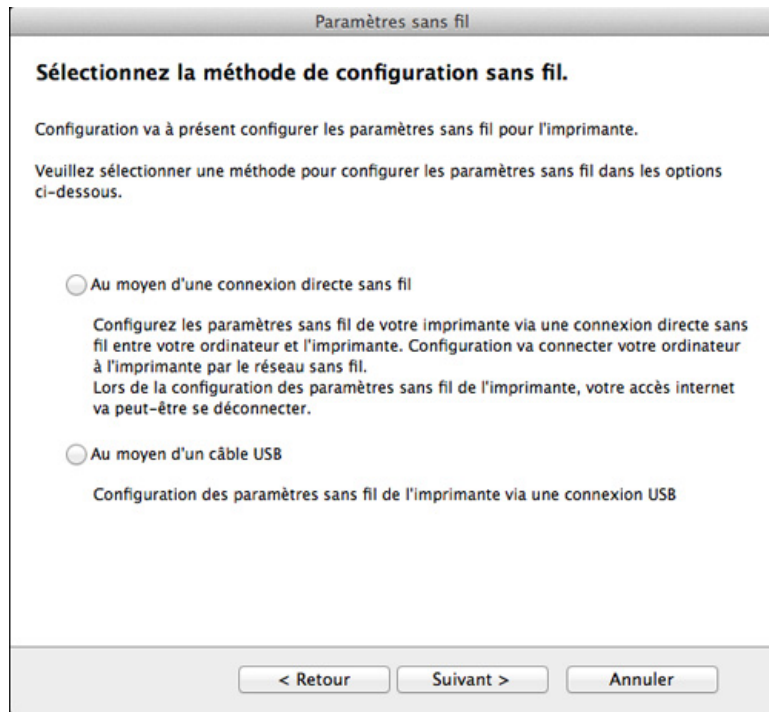 Paramètres sans fil
Sélectionnez la méthode de configuration sans fil.
Configuration va à présent configurer les paramètres sans fil pour l'imprimante.
Veuillez sélectionner une méthode pour configurer les paramètres sans fil dans les options
ci-dessous.
Au moyen d'une connexion directe sans fil
Configurez les paramètres sans fil de votre imprimante via une connexion directe sans
fil entre votre ordinateur et l'imprimante. Configuration va connecter votre ordinateur
à l'imprimante par le réseau sans fil.
Lors de la configuration des paramètres sans fil de l'imprimante, votre accès internet
va peut-être se déconnecter.
Au moyen d'un câble USB
Configuration des paramètres sans fil de l'imprimante via une connexion USB
< Retour
Suivant >
Annuler